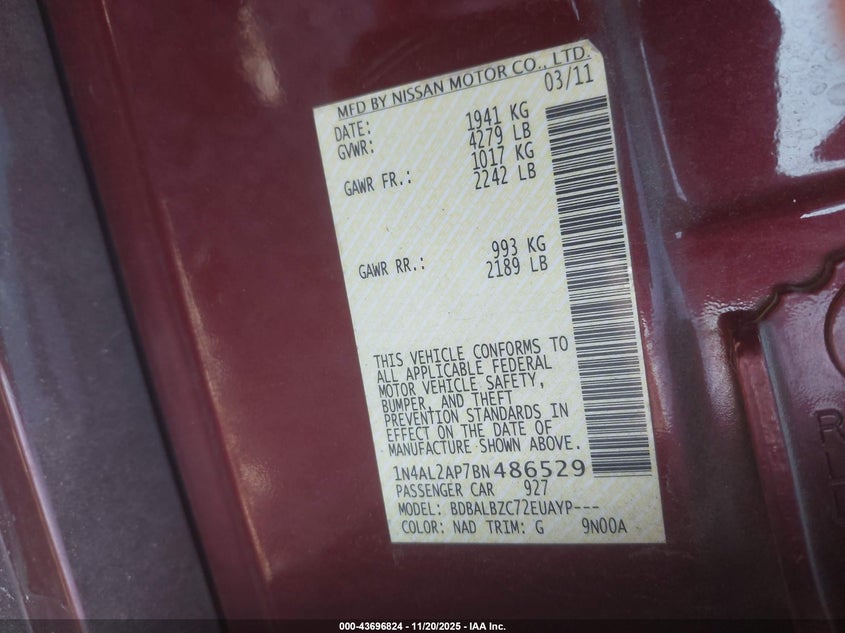 MFD BY NISSAN MOTOR CO., LTD.
DATE: 03/11
GVWR: 1941 KG
4279 LB
GAWR FR.: 1017 KG
2242 LB
GAWR RR.: 993 KG
2189 LB
THIS VEHICLE CONFORMS TO
ALL APPLICABLE FEDERAL
MOTOR VEHICLE SAFETY,
BUMPER, AND THEFT
PREVENTION STANDARDS IN
EFFECT ON THE DATE OF
MANUFACTURE SHOWN ABOVE.
1N4AL2AP7BN486529
PASSENGER CAR 927
MODEL: BDBALBZC72EUAYP---
COLOR: NAD TRIM: G 9N00A
000-43696824 - 11/20/2025 - IAA Inc.